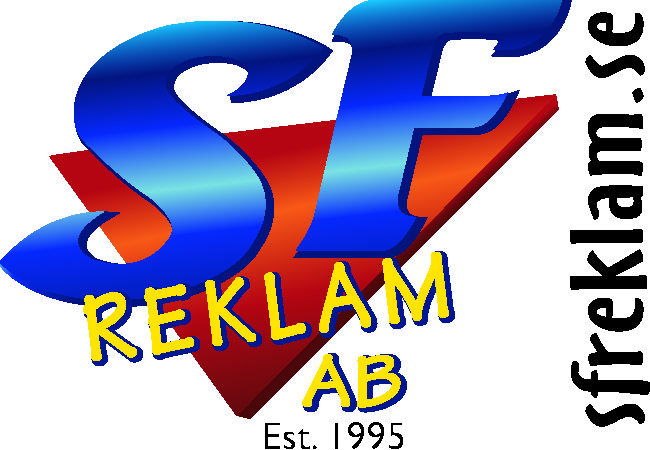 SF
REKLAM
AB
Est. 1995
sfreklam.se